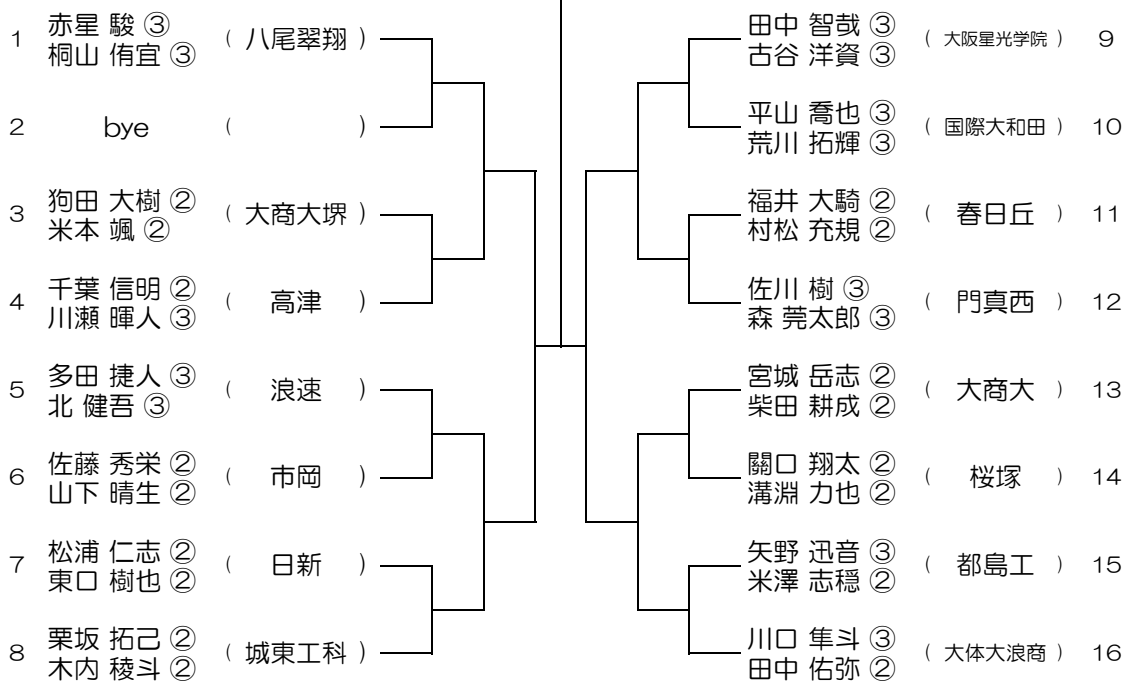 1 赤星 駿 ③
桐山 侑宜 ③
( 八尾翠翔 )
2 bye ( )
3 狗田 大樹 ②
米本 颯 ②
( 大商大堺 )
4 千葉 信明 ②
川瀬 暉人 ③
( 高津 )
5 多田 捷人 ③
北 健吾 ③
( 浪速 )
6 佐藤 秀栄 ②
山下 晴生 ②
( 市岡 )
7 松浦 仁志 ②
東口 樹也 ②
( 日新 )
8 栗坂 拓己 ②
木内 稜斗 ②
( 城東工科 )
田中 智哉 ③
古谷 洋資 ③
( 大阪星光学院 ) 9
平山 喬也 ③
荒川 拓輝 ③
( 国際大和田 ) 10
福井 大騎 ②
村松 充規 ②
( 春日丘 ) 11
佐川 樹 ③
森 莞太郎 ③
( 門真西 ) 12
宮城 岳志 ②
柴田 耕成 ②
( 大商大 ) 13
關口 翔太 ②
溝淵 力也 ②
( 桜塚 ) 14
矢野 迅音 ③
米澤 志穏 ②
( 都島工 ) 15
川口 隼斗 ③
田中 佑弥 ②
( 大体大浪商 ) 16